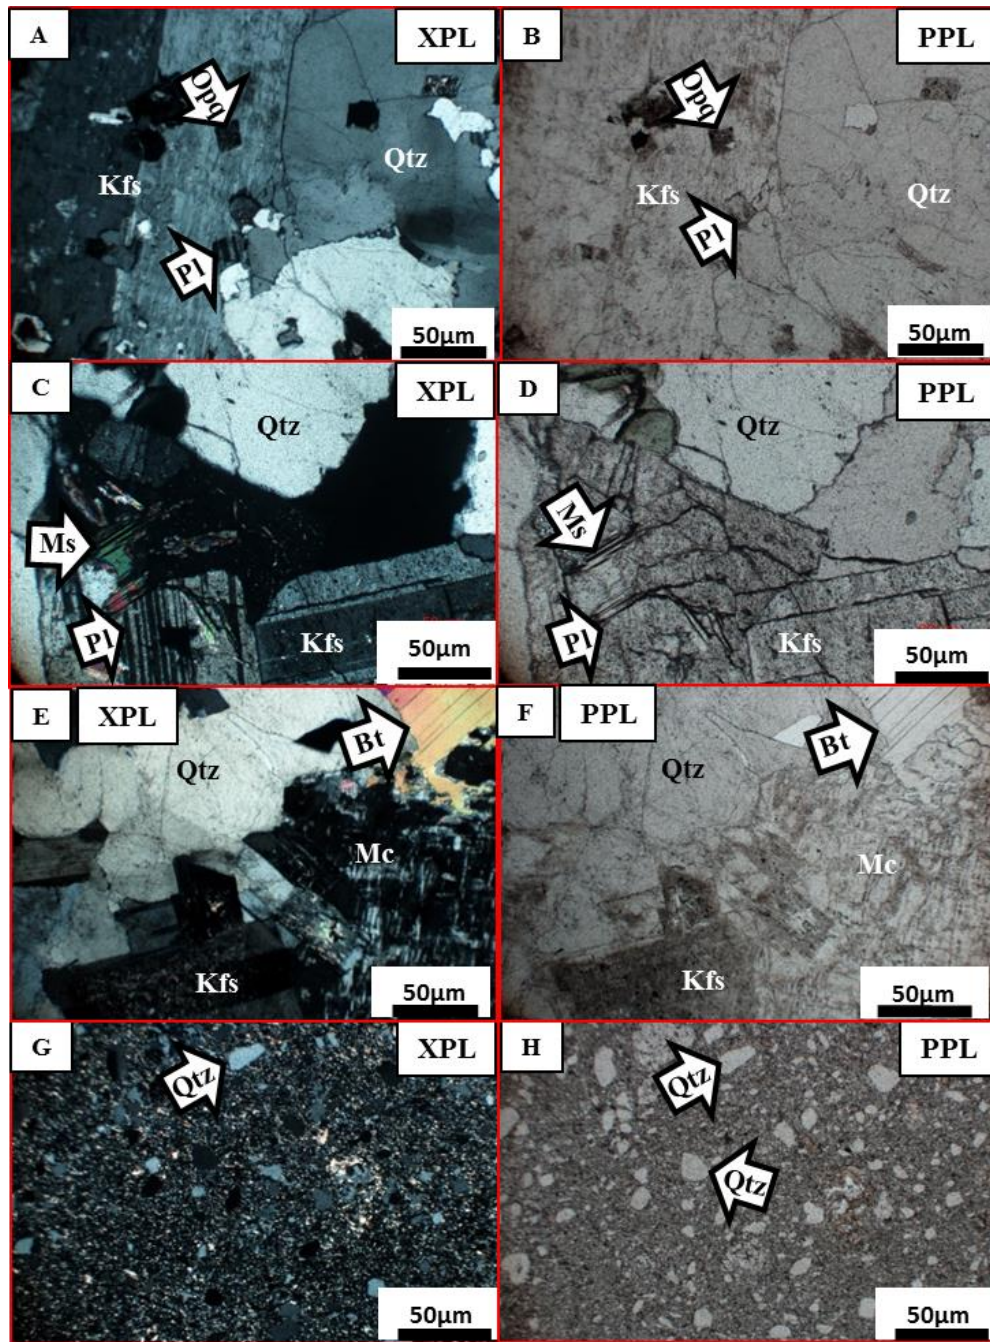 A
XPL
Opq
Qtz
Kfs
Pl
50µm
B
PPL
Opq
Kfs
Qtz
Pl
50µm
C
XPL
Qtz
Ms
Pl
Kfs
50µm
D
PPL
Qtz
Ms
Pl
Kfs
50µm
E
XPL
Bt
Qtz
Mc
Kfs
50µm
F
PPL
Bt
Qtz
Mc
Kfs
50µm
G
XPL
Qtz
50µm
H
PPL
Qtz
Qtz
50µm